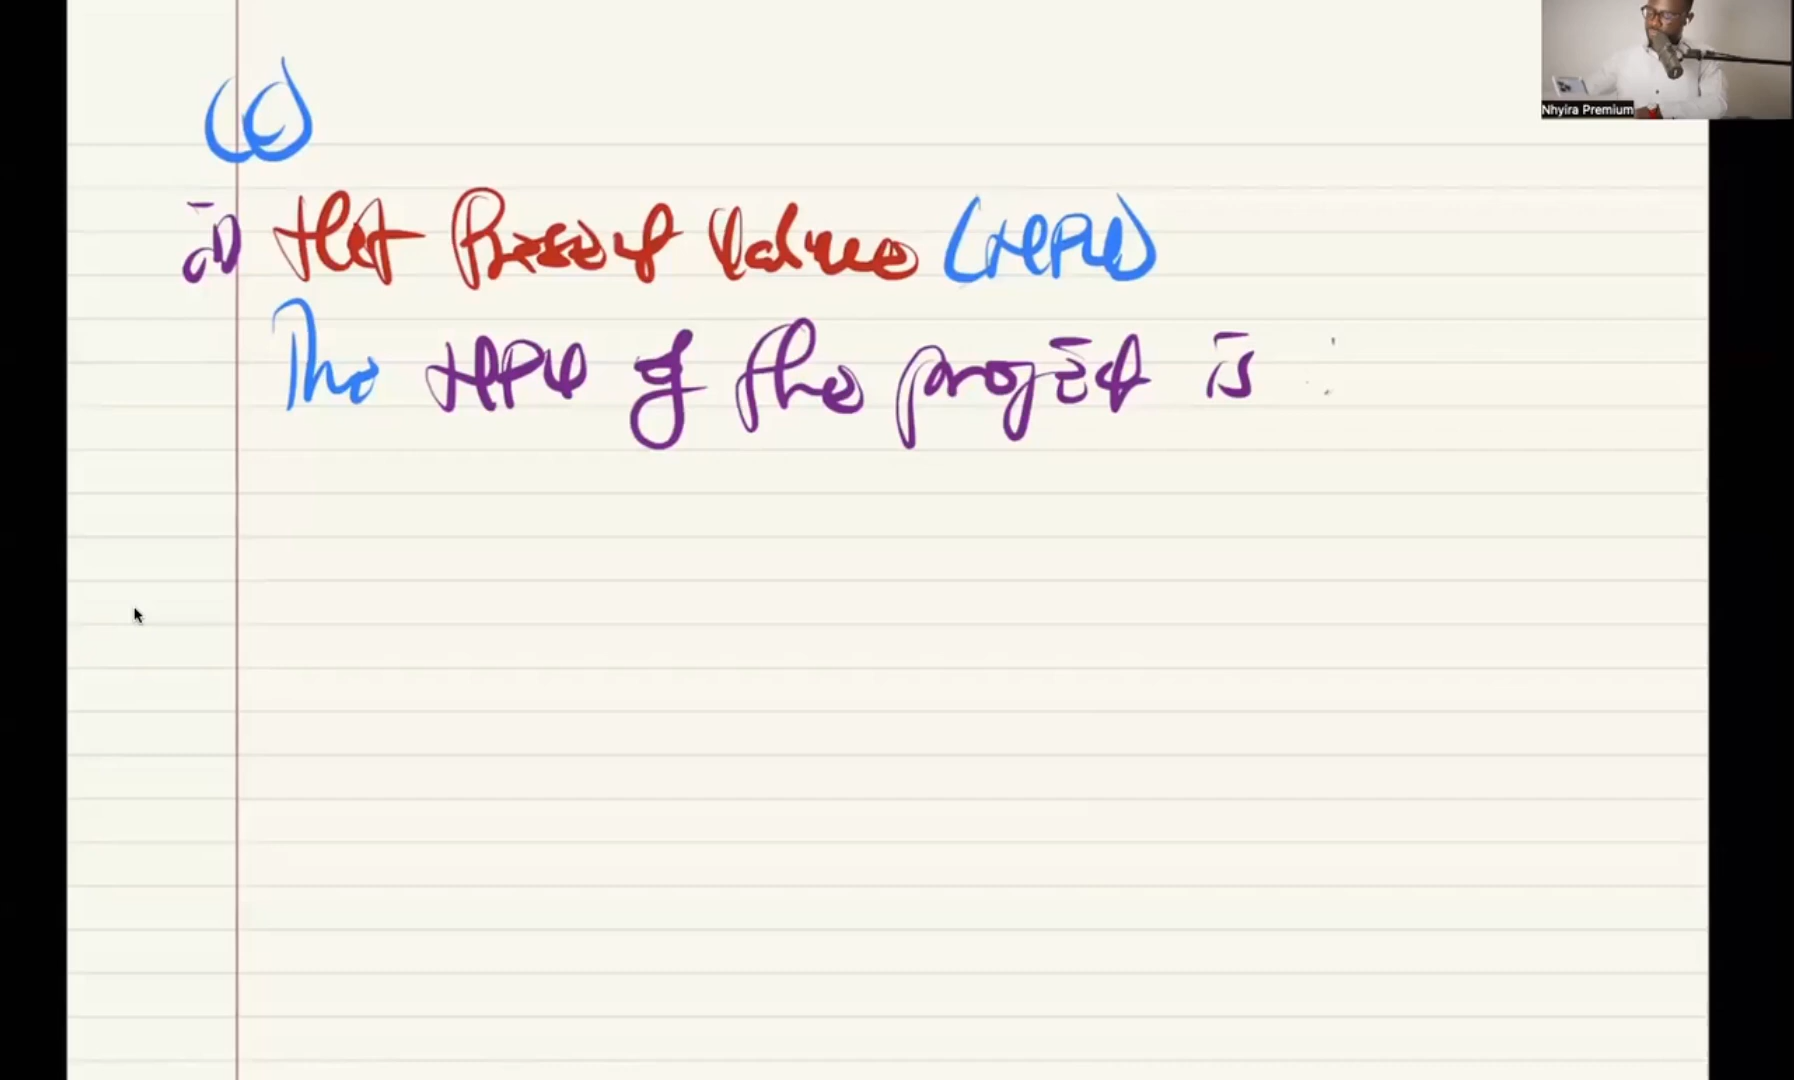 (c)
i) Net Present Value (NPV)
Nhyira Premium
The NPV of the project is